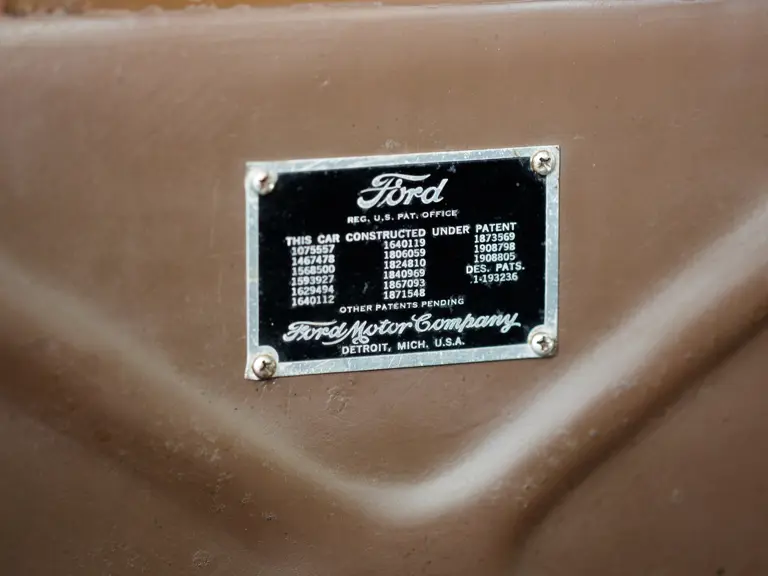 Ford
REG. U.S. PAT. OFFICE
THIS CAR CONSTRUCTED UNDER PATENT
1075557 1640119 1873569
1467478 1806059 1908798
1568500 1824810 1908805
1593927 1840969 DES. PATS.
1629494 1867093 1-193236
1640112 1871548
OTHER PATENTS PENDING
Ford Motor Company
DETROIT, MICH. U.S.A.